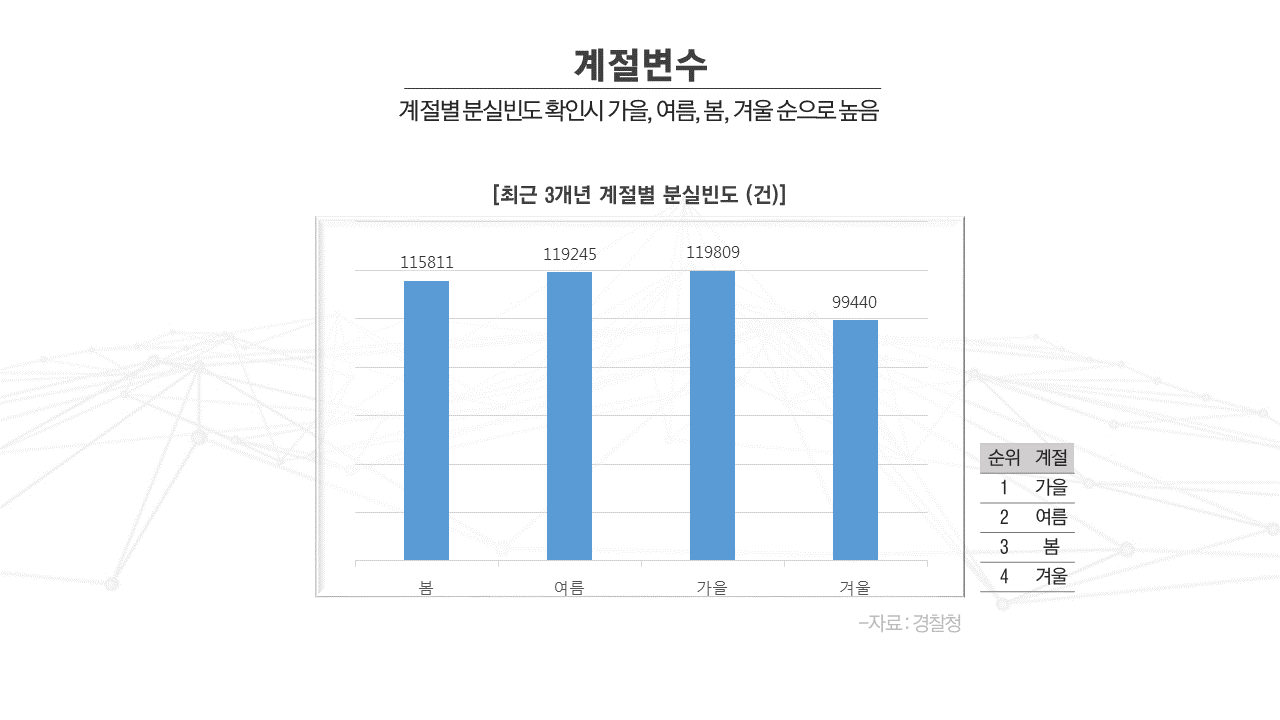 계절변수
계절별 분실빈도 확인시 가을, 여름, 봄, 겨울 순으로 높음
[최근 3개년 계절별 분실빈도 (건)]
115811
119245
119809
99440
봄
여름
가을
겨울
순위 계절
1 가을
2 여름
3 봄
4 겨울
-자료 : 경찰청